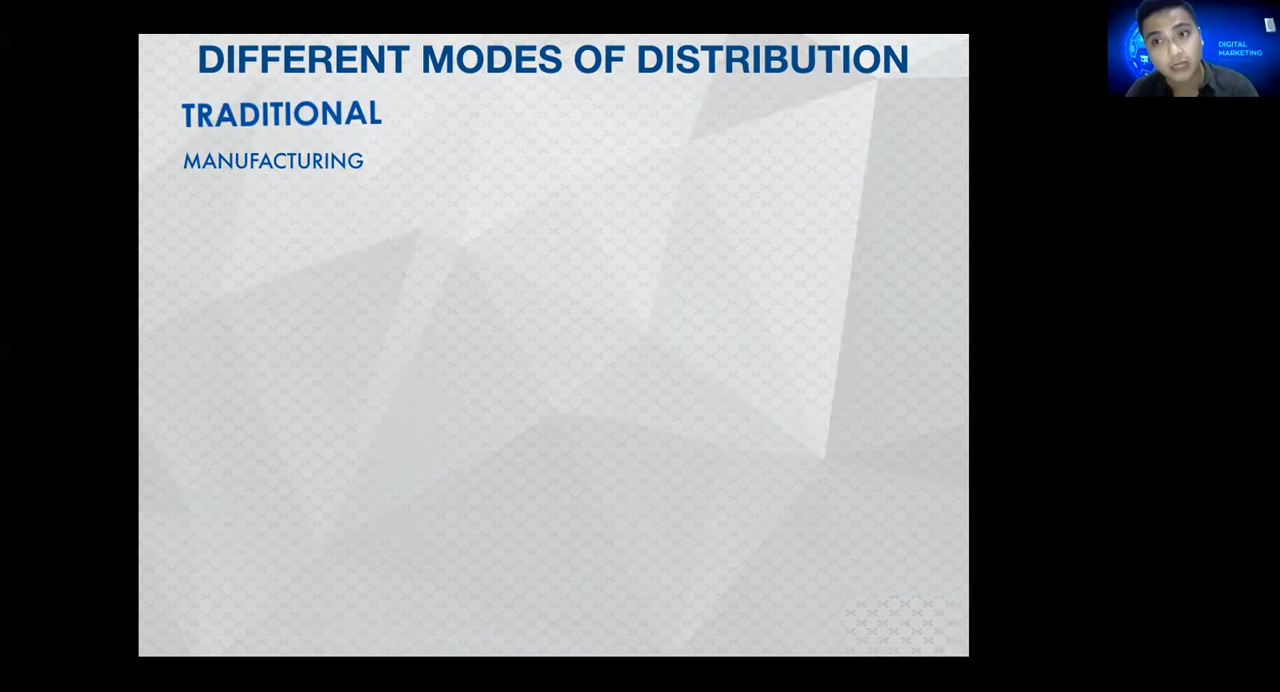 DIFFERENT MODES OF DISTRIBUTION
TRADITIONAL
MANUFACTURING
DIGITAL
MARKETING